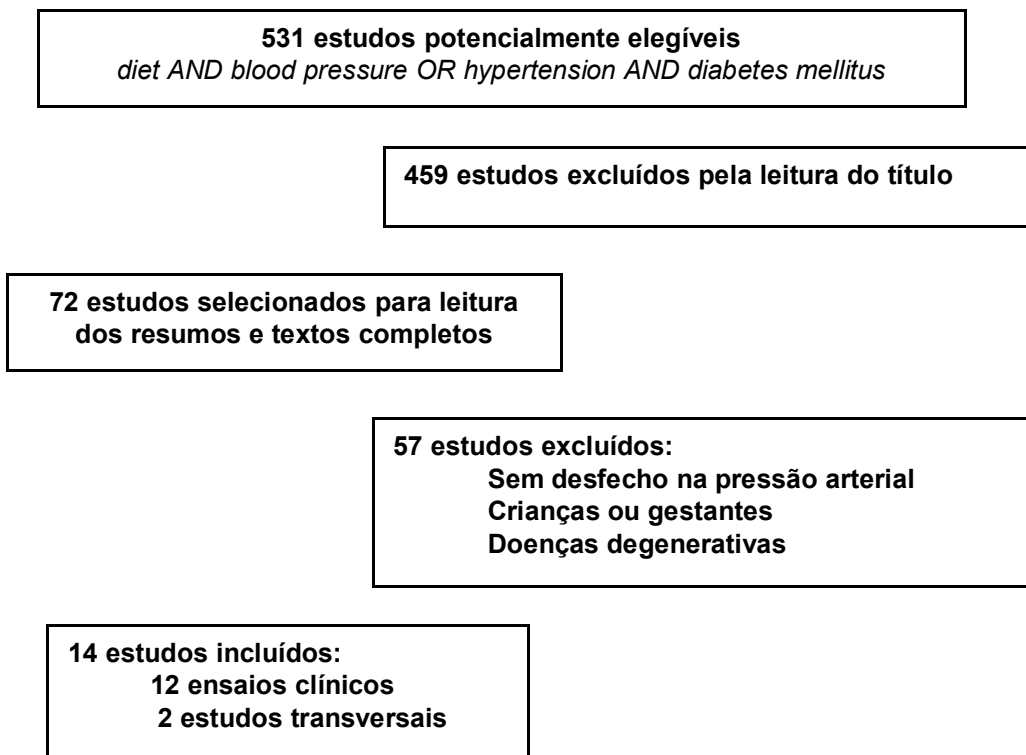 531 estudos potencialmente elegíveis
diet AND blood pressure OR hypertension AND diabetes mellitus
459 estudos excluídos pela leitura do título
72 estudos selecionados para leitura
dos resumos e textos completos
57 estudos excluídos:
Sem desfecho na pressão arterial
Crianças ou gestantes
Doenças degenerativas
14 estudos incluídos:
12 ensaios clínicos
2 estudos transversais